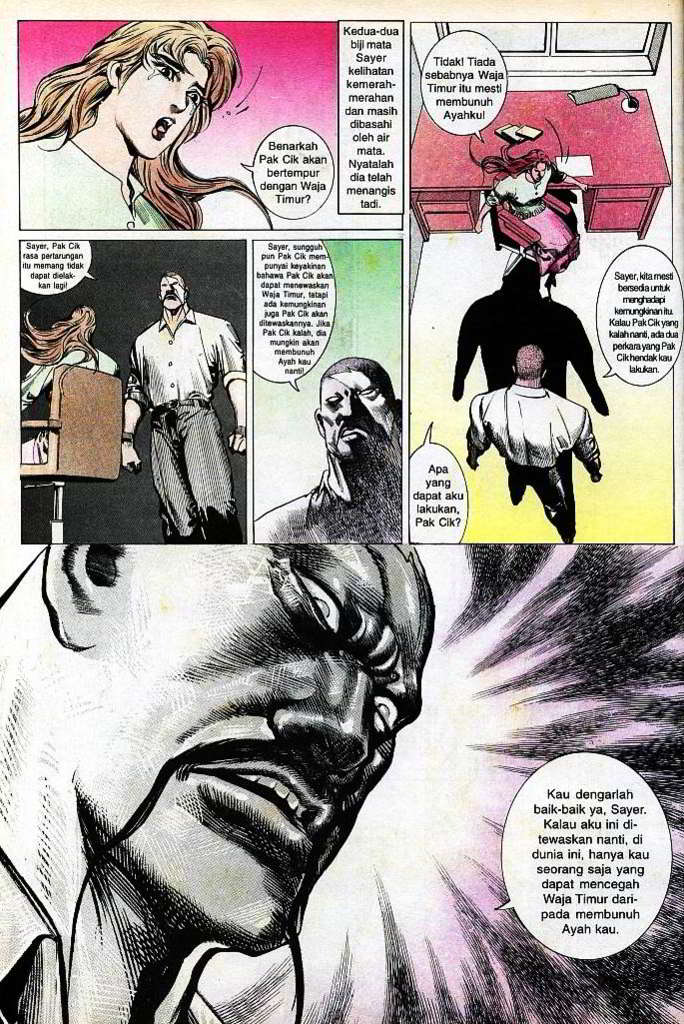 Benarkah
Pak Cik akan
bertempur
dengan Waja
Timur?
Kedua-dua
biji mata
Sayer
kelihatan
kemerah-
merahan
dan masih
dibasahi
oleh air
mata.
Nyatalah
dia telah
menangis
tadi.
Sayer, Pak Cik
rasa pertarungan
itu memang tidak
dapat dielak-
kan lagi!
Sayer, sungguh
pun Pak Cik mem-
punyai keyakinan
bahawa Pak Cik akan
dapat menewaskan
Waja Timur, tetapi
ada kemungkinan
juga Pak Cik akan
ditewaskannya. Jika
Pak Cik kalah, dia
mungkin akan
membunuh
Ayah kau
nanti!
Tidak! Tiada
sebabnya Waja
Timur itu mesti
membunuh
Ayahku!
Sayer, kita mesti
bersedia untuk
menghadapi
kemungkinan itu.
Kalau Pak Cik yang
kalah nanti, ada dua
perkara yang Pak
Cik hendak kau
lakukan.
Apa
yang
dapat aku
lakukan,
Pak Cik?
Kau dengarlah
baik-baik ya, Sayer.
Kalau aku ini di-
tewaskan nanti, di
dunia ini, hanya kau
seorang saja yang
dapat mencegah
Waja Timur dari-
pada membunuh
Ayah kau.